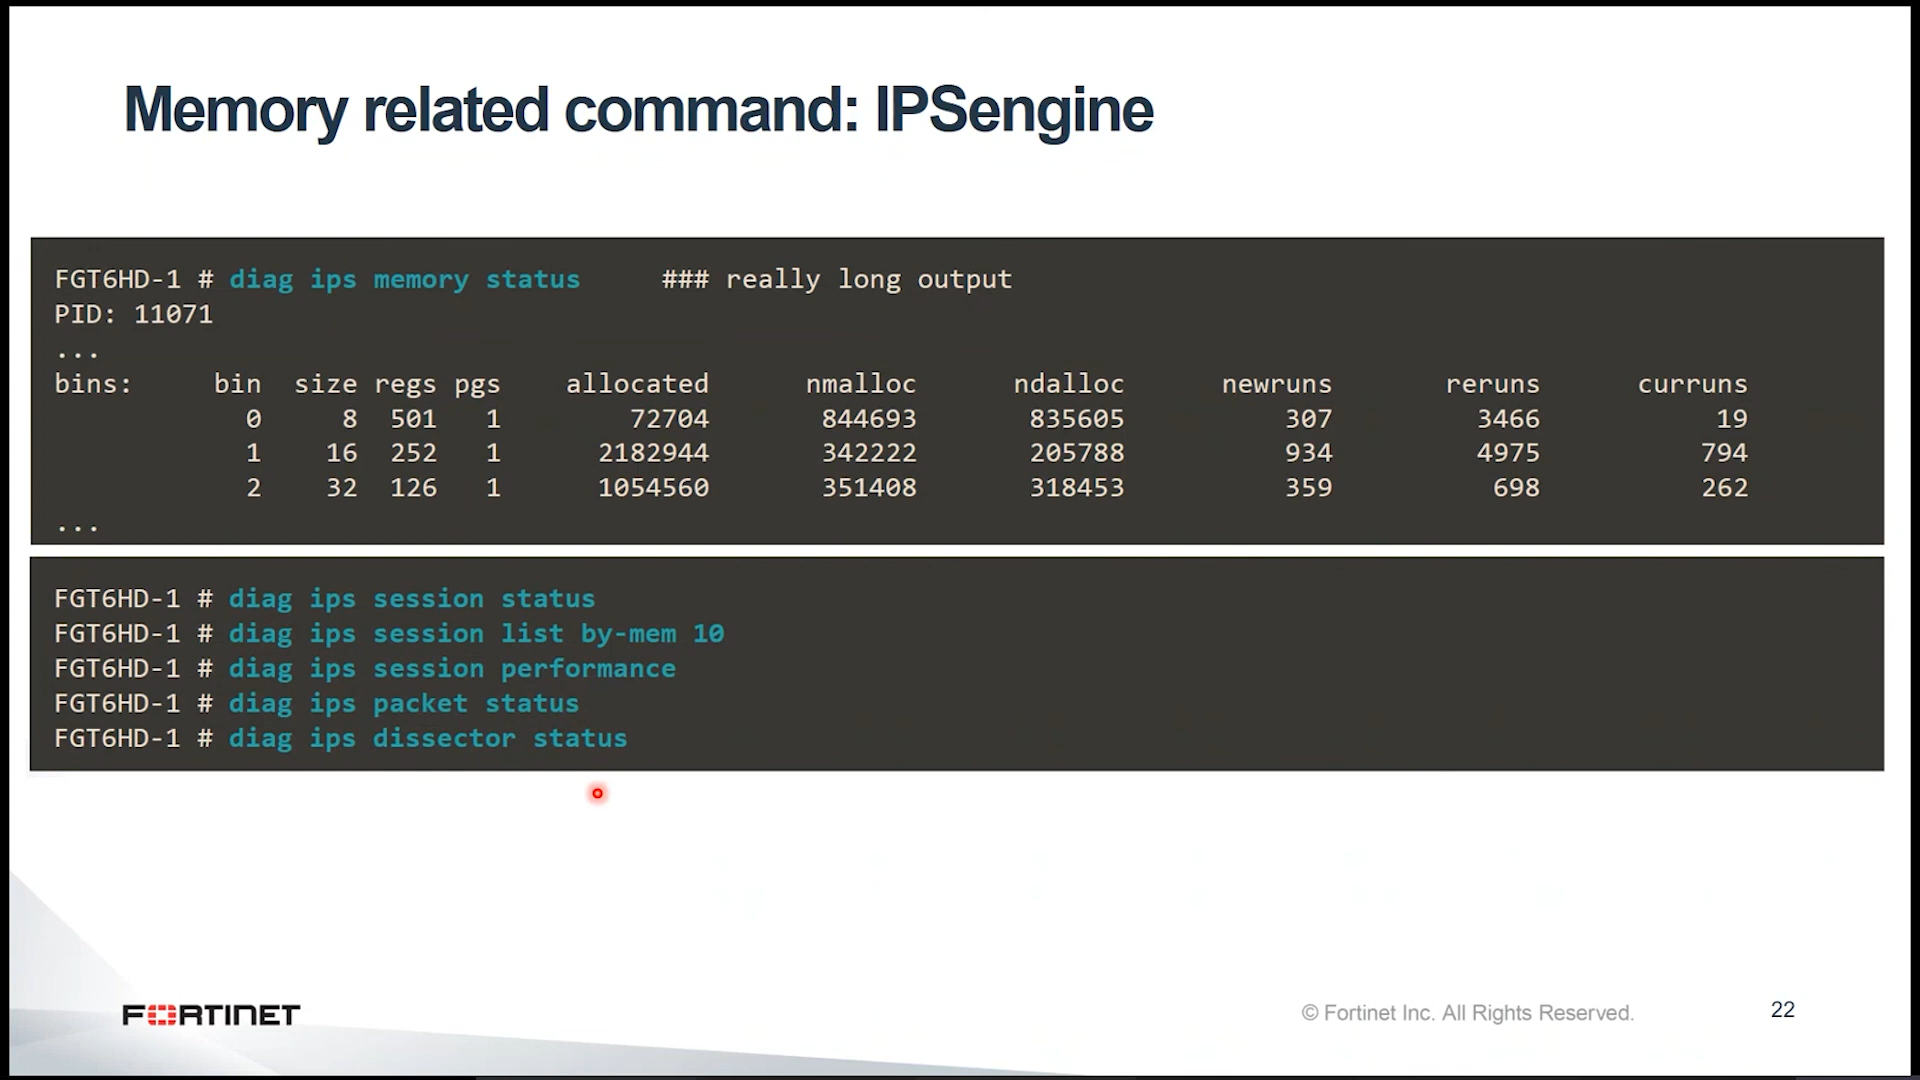 Memory related command: IPSengine
FGT6HD-1 # diag ips memory status ### really long output
PID: 11071
...
bins: bin size regs pgs allocated nmalloc ndalloc newruns reruns curruns
0 8 501 1 72704 844693 835605 307 3466 19
1 16 252 1 2182944 342222 205788 934 4975 794
2 32 126 1 1054560 351408 318453 359 698 262
...
FGT6HD-1 # diag ips session status
FGT6HD-1 # diag ips session list by-mem 10
FGT6HD-1 # diag ips session performance
FGT6HD-1 # diag ips packet status
FGT6HD-1 # diag ips dissector status
FORTINET
© Fortinet Inc. All Rights Reserved.
22